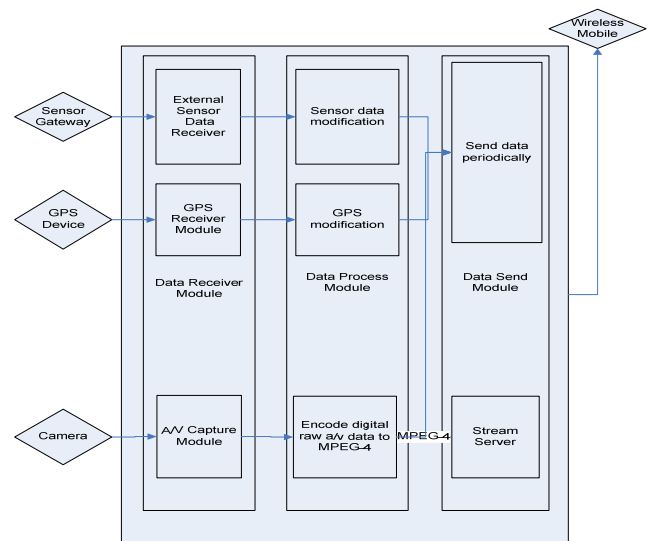 Wireless
Mobile
Sensor
Gateway
External
Sensor
Data
Receiver
Sensor data
modification
Send data
periodically
GPS
Device
GPS
Receiver
Module
GPS
modification
Data Receiver
Module
Data Process
Module
Data Send
Module
Camera
A/V Capture
Module
Encode digital
raw a/v data to
MPEG-4
MPEG-4
Stream
Server